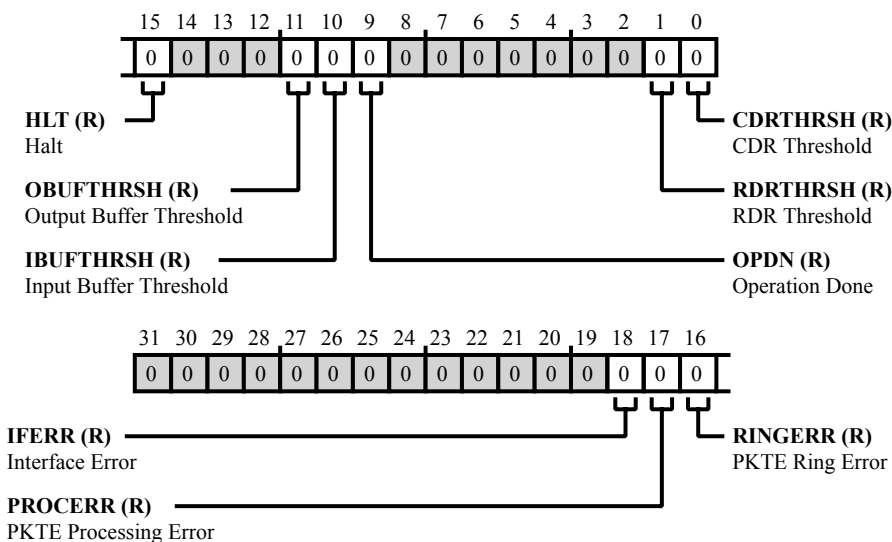 15 14 13 12 11 10 9 8 7 6 5 4 3 2 1 0
0 0 0 0 0 0 0 0 0 0 0 0 0 0 0 0
HLT (R)
Halt
CDRTHRSH (R)
CDR Threshold
OBUFTHRSH (R)
Output Buffer Threshold
RDRTHRSH (R)
RDR Threshold
IBUFTHRSH (R)
Input Buffer Threshold
OPDN (R)
Operation Done
31 30 29 28 27 26 25 24 23 22 21 20 19 18 17 16
0 0 0 0 0 0 0 0 0 0 0 0 0 0 0 0
IFERR (R)
Interface Error
RINGERR (R)
PKTE Ring Error
PROCERR (R)
PKTE Processing Error